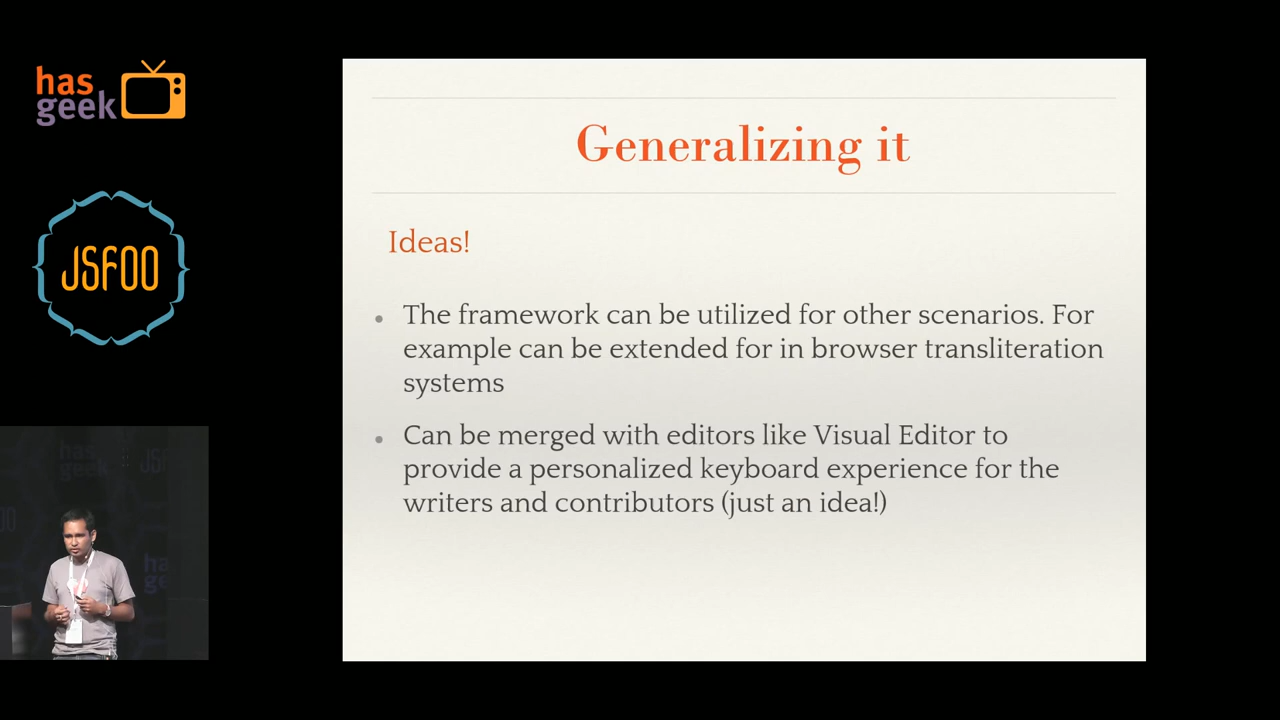 has
geek
JSFOO
Generalizing it
Ideas!
• The framework can be utilized for other scenarios. For
example can be extended for in browser transliteration
systems
• Can be merged with editors like Visual Editor to
provide a personalized keyboard experience for the
writers and contributors (just an idea!)
has
geek